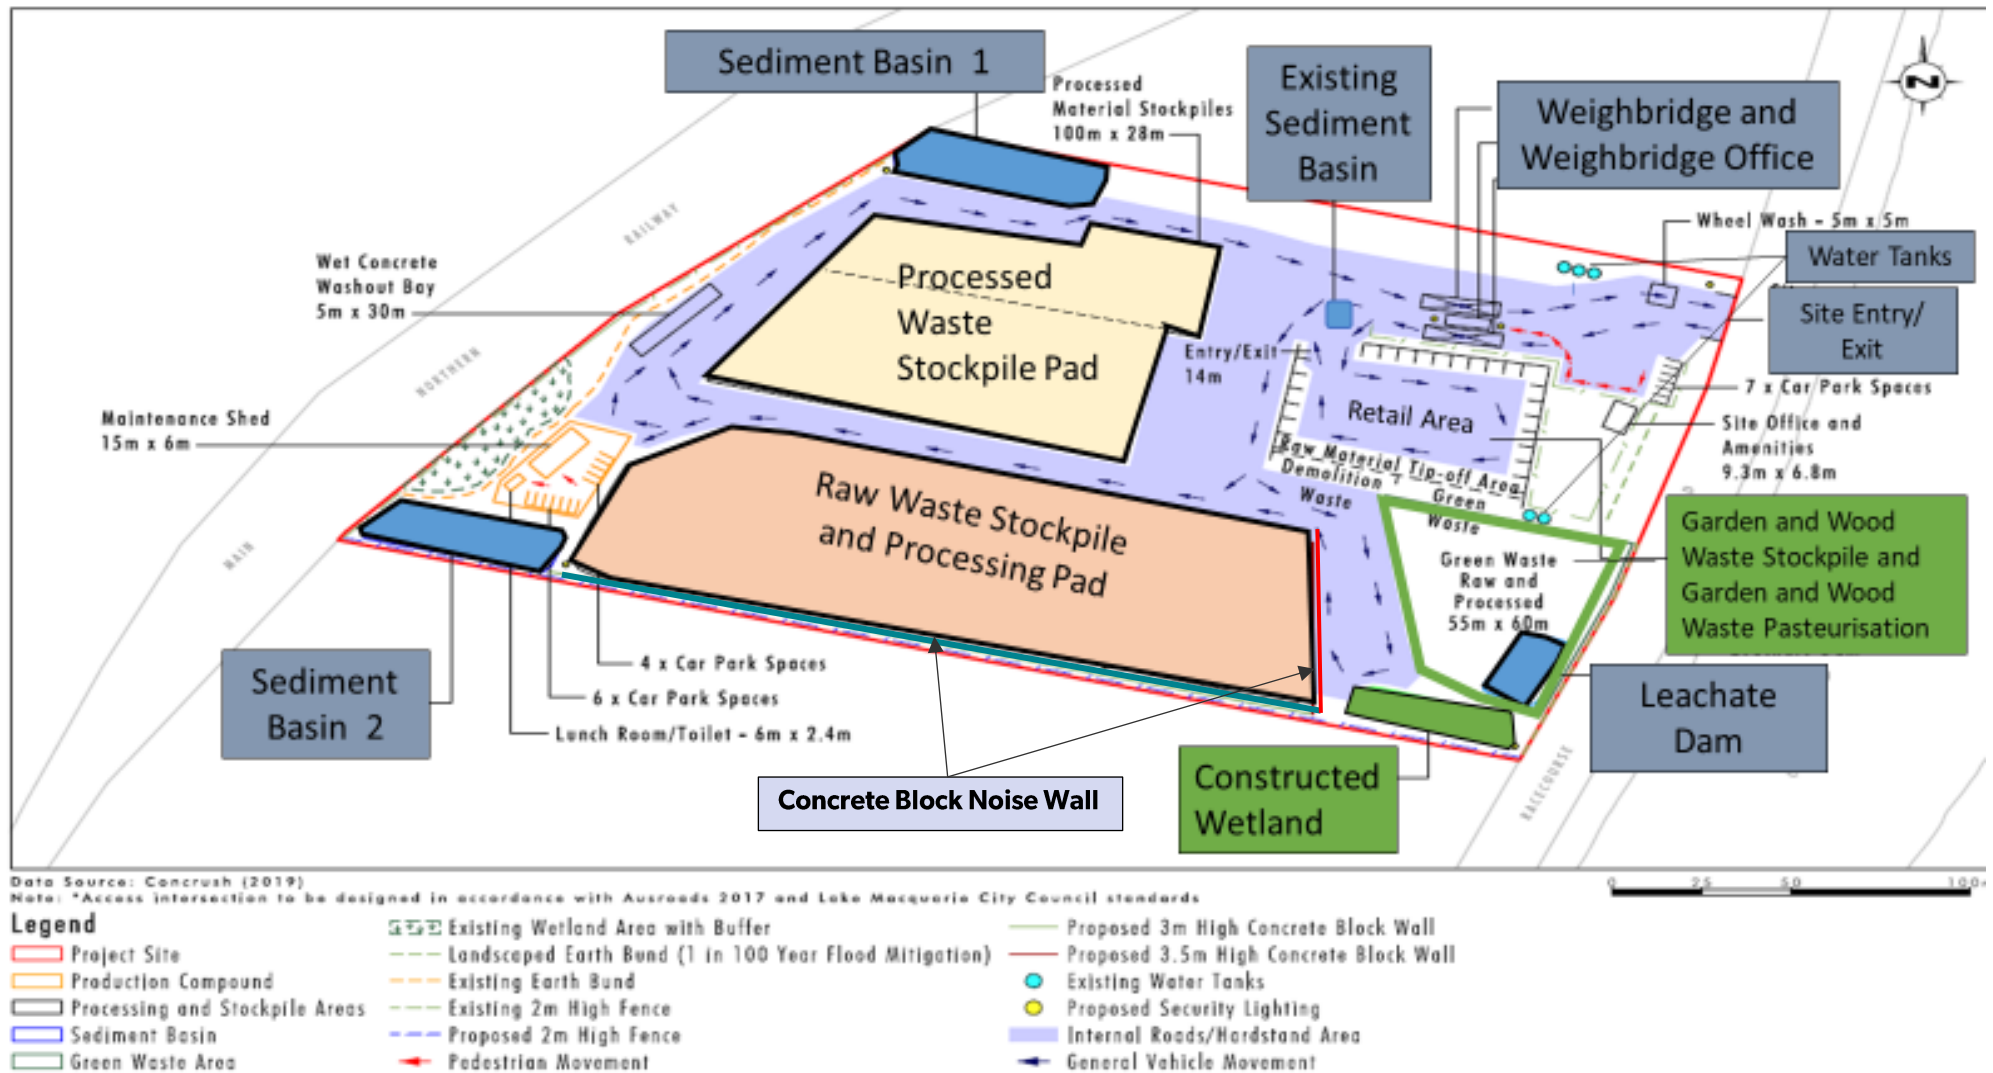 Sediment Basin 1
Processed
Material Stockpiles
100m x 28m
Existing
Sediment
Basin
Weighbridge and
Weighbridge Office
N
Wheel Wash - 5m x 5m
Water Tanks
Site Entry/
Exit
RAILWAY
Wet Concrete
Washout Bay
5m x 30m
NORTHERN
Processed
Waste
Stockpile Pad
Entry/Exit
14m
7 x Car Park Spaces
Retail Area
Maintenance Shed
15m x 6m
Site Office and
Amenities
9.3m x 6.8m
Raw Material Tip-off Area
Demolition
Waste
Green
Waste
Raw Waste Stockpile
and Processing Pad
MAIN
Green Waste
Raw and
Processed
55m x 60m
Garden and Wood
Waste Stockpile and
Garden and Wood
Waste Pasteurisation
Sediment
Basin 2
4 x Car Park Spaces
6 x Car Park Spaces
Lunch Room/Toilet - 6m x 2.4m
Leachate
Dam
Concrete Block Noise Wall
Constructed
Wetland
RACECOURSE
Data Source: Concrush (2019)
Note: *Access intersection to be designed in accordance with Ausroads 2017 and Lake Macquarie City Council standards
0 25 50 100
Legend
Project Site
Production Compound
Processing and Stockpile Areas
Sediment Basin
Green Waste Area
Existing Wetland Area with Buffer
Landscaped Earth Bund (1 in 100 Year Flood Mitigation)
Existing Earth Bund
Existing 2m High Fence
Proposed 2m High Fence
Pedestrian Movement
Proposed 3m High Concrete Block Wall
Proposed 3.5m High Concrete Block Wall
Existing Water Tanks
Proposed Security Lighting
Internal Roads/Hardstand Area
General Vehicle Movement